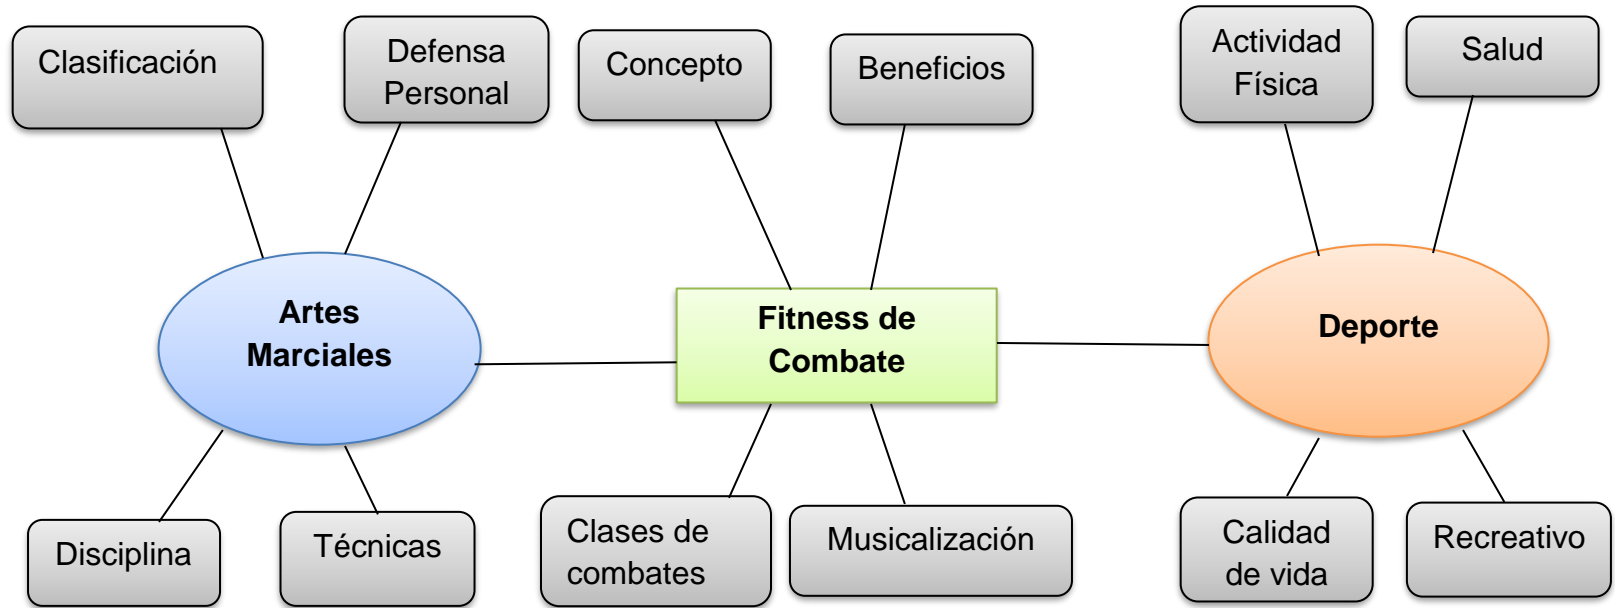 Clasificación
Defensa
Personal
Concepto
Beneficios
Actividad
Física
Salud
Artes
Marciales
Fitness de
Combate
Deporte
Disciplina
Técnicas
Clases de
combates
Musicalización
Calidad
de vida
Recreativo